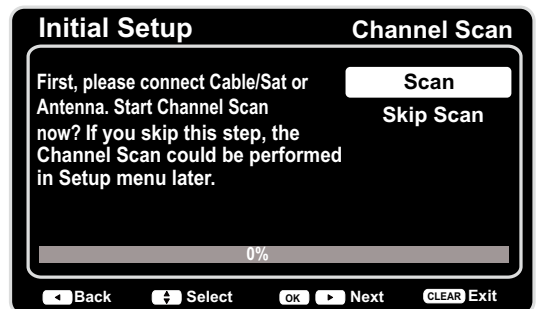 Initial Setup
Channel Scan
First, please connect Cable/Sat or
Antenna. Start Channel Scan
now? If you skip this step, the
Channel Scan could be performed
in Setup menu later.
Scan
Skip Scan
0%
Back Select OK Next CLEAR Exit